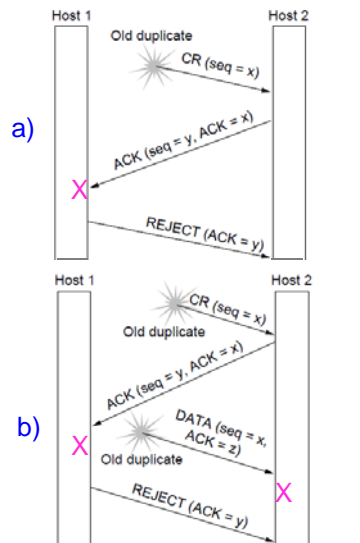 Host 1
Host 2
Old duplicate
CR (seq = x)
a)
ACK (seq = y, ACK = x)
X
REJECT (ACK = y)
Host 1
Host 2
CR (seq = x)
Old duplicate
ACK (seq = y, ACK = x)
b)
DATA (seq = x,
ACK = z)
X
Old duplicate
X
REJECT (ACK = y)